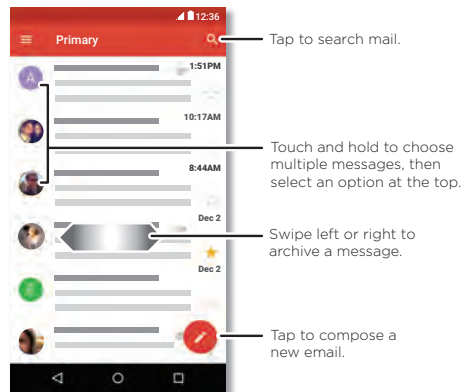 12:36
Primary
Tap to search mail.
A
1:51PM
10:17AM
Touch and hold to choose
multiple messages, then
select an option at the top.
8:44AM
Dec 2
Swipe left or right to
archive a message.
Dec 2
E
Tap to compose a
new email.